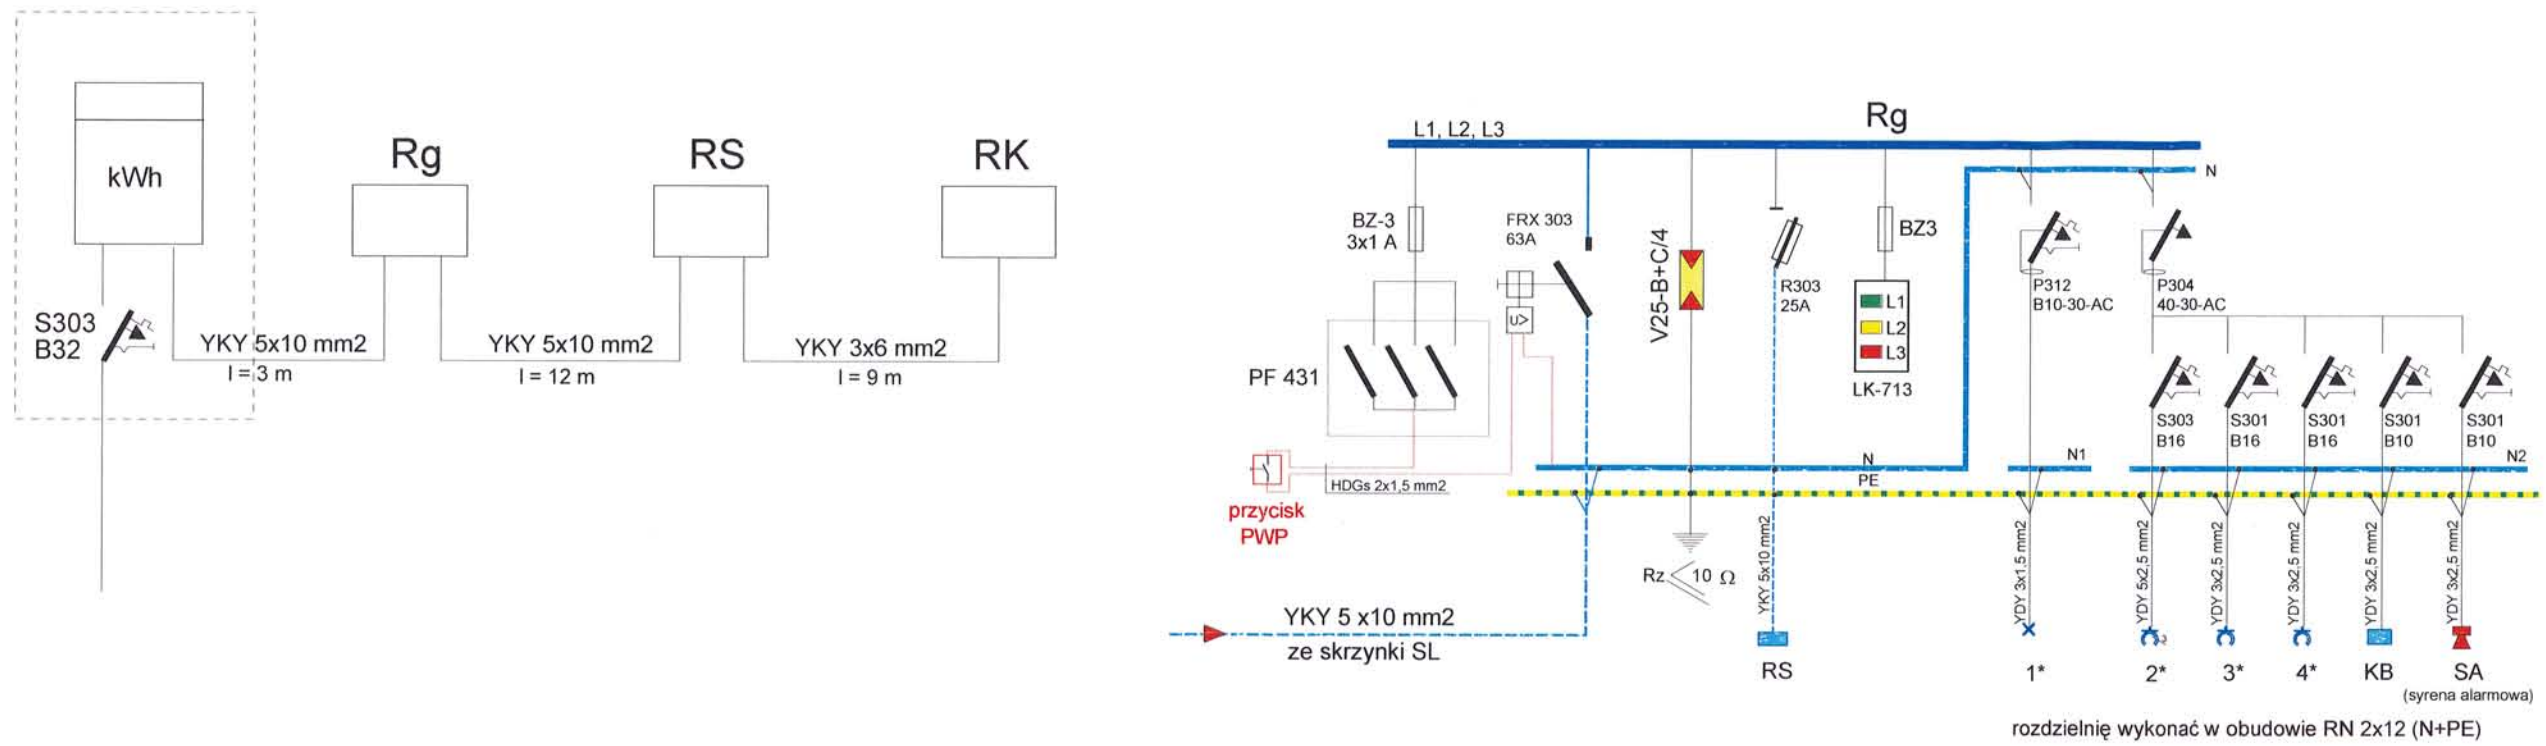 kWh
S303
B32
YKY 5x10 mm2
l = 3 m
Rg
YKY 5x10 mm2
l = 12 m
RS
YKY 3x6 mm2
l = 9 m
RK
Rg
L1, L2, L3
N
BZ-3
3x1 A
FRX 303
63A
U>
PF 431
V25-B+C/4
R303
25A
BZ3
L1
L2
L3
LK-713
P312
B10-30-AC
P304
40-30-AC
S303
B16
S301
B16
S301
B16
S301
B10
S301
B10
N
PE
N1
N2
HDGs 2x1,5 mm2
przycisk
PWP
Rz < 10 Ω
YKY 5 x10 mm2
ze skrzynki SL
YKY 5x10 mm2
RS
YDY 3x1,5 mm2
1*
YDY 5x2,5 mm2
2*
YDY 3x2,5 mm2
3*
YDY 3x2,5 mm2
4*
YDY 3x2,5 mm2
KB
YDY 3x2,5 mm2
SA
(syrena alarmowa)
rozdzielnię wykonać w obudowie RN 2x12 (N+PE)